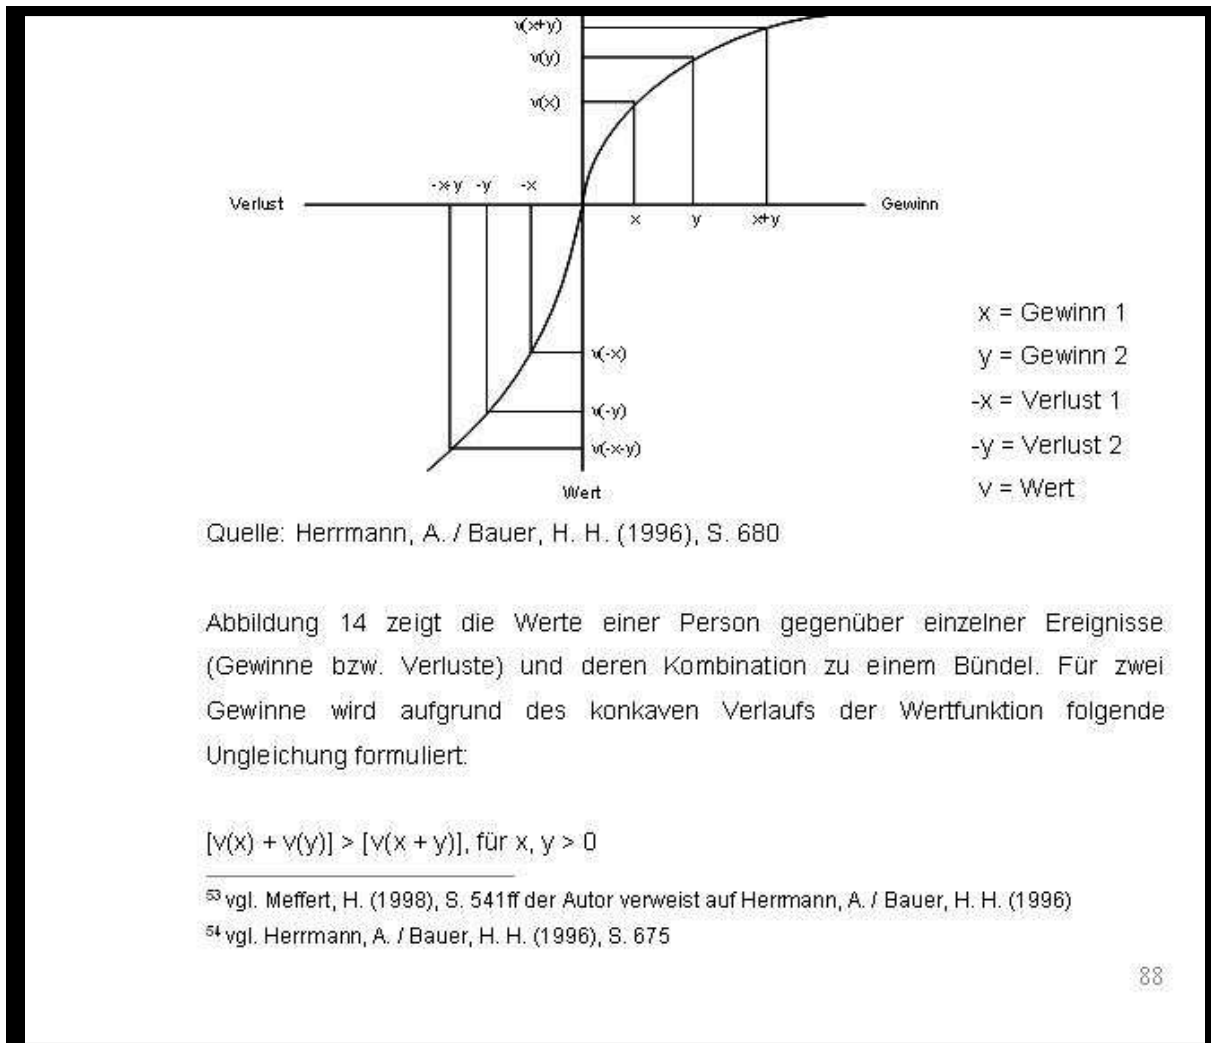 v(x+y)
v(y)
v(x)
-x-y -y -x
Verlust
Gewinn
x y x+y
x = Gewinn 1
y = Gewinn 2
-x = Verlust 1
-y = Verlust 2
v = Wert
v(-x)
v(-y)
v(-x-y)
Wert
Quelle: Herrmann, A. / Bauer, H. H. (1996), S. 680
Abbildung 14 zeigt die Werte einer Person gegenüber einzelner Ereignisse
(Gewinne bzw. Verluste) und deren Kombination zu einem Bündel. Für zwei
Gewinne wird aufgrund des konkaven Verlaufs der Wertfunktion folgende
Ungleichung formuliert:
[v(x) + v(y)] > [v(x + y)], für x, y > 0
53 vgl. Meffert, H. (1998), S. 541ff der Autor verweist auf Herrmann, A. / Bauer, H. H. (1996)
54 vgl. Herrmann, A. / Bauer, H. H. (1996), S. 675
88